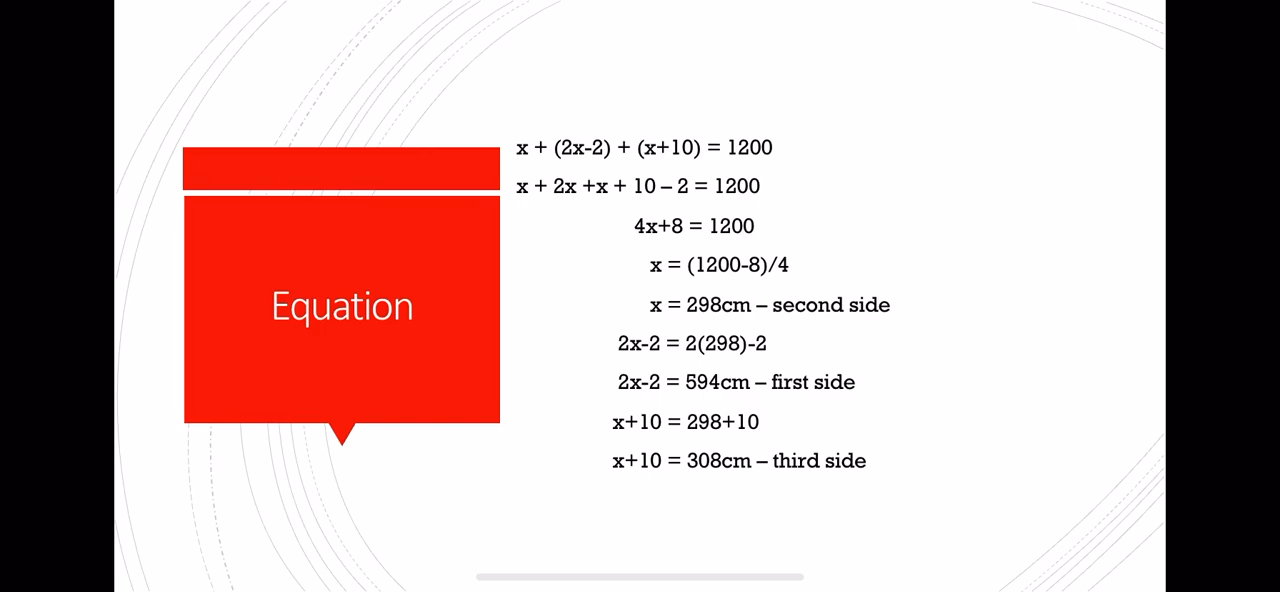 Equation
x + (2x-2) + (x+10) = 1200
x + 2x +x + 10 – 2 = 1200
4x+8 = 1200
x = (1200-8)/4
x = 298cm – second side
2x-2 = 2(298)-2
2x-2 = 594cm – first side
x+10 = 298+10
x+10 = 308cm – third side